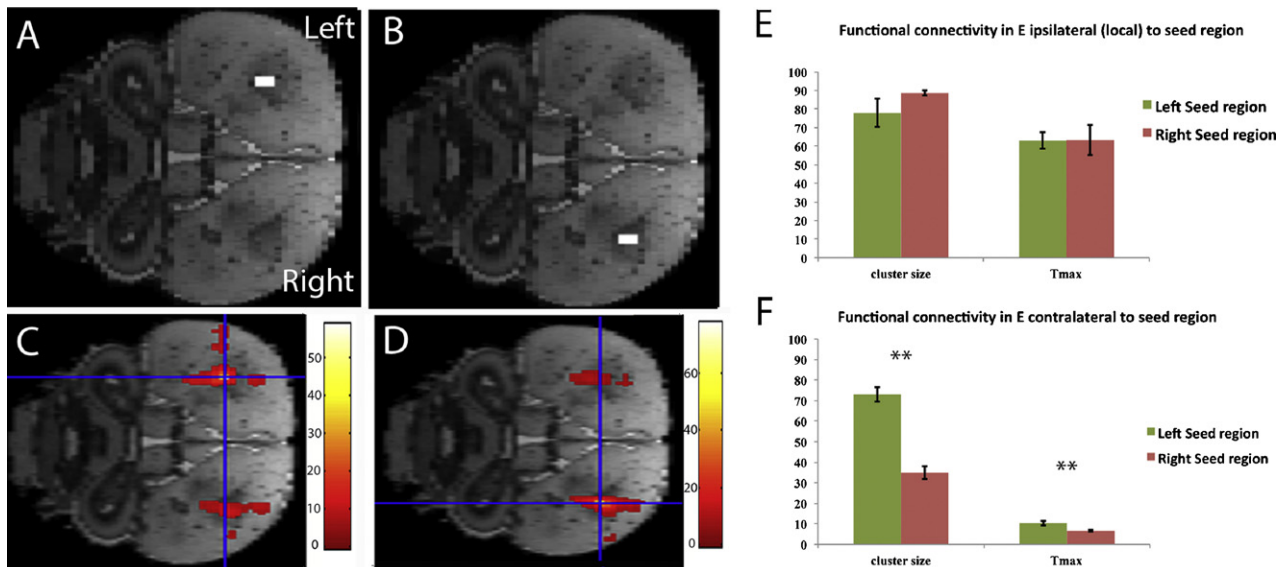 A
Left
Right
B
C
50
40
30
20
10
0
D
60
40
20
0
E
Functional connectivity in E ipsilateral (local) to seed region
100
90
80
70
60
50
40
30
20
10
0
cluster size
Tmax
Left Seed region
Right Seed region
F
Functional connectivity in E contralateral to seed region
100
90
80
70
60
50
40
30
20
10
0
**
**
cluster size
Tmax
Left Seed region
Right Seed region